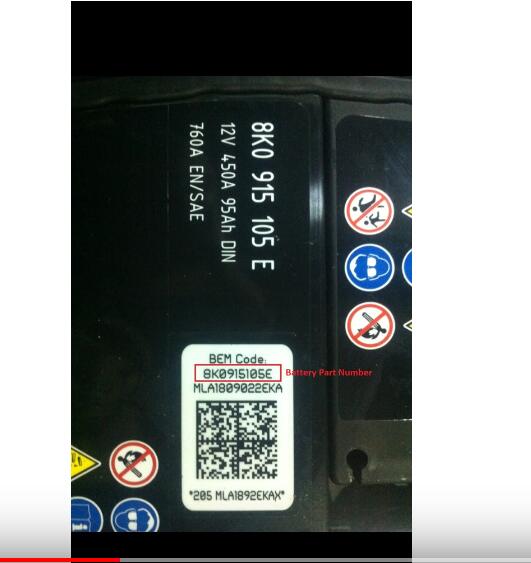 8K0 915 105 E
12V 450A 95Ah DIN
760A EN/SAE
BEM Code:
8K0915105E
Battery Part Number
MLA1809022EKA
*205 MLA1892EKAX*